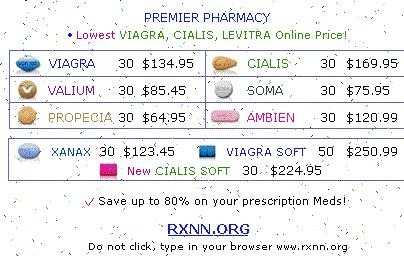 PREMIER PHARMACY
• Lowest VIAGRA, CIALIS, LEVITRA Online Price!
VIAGRA 30 $134.95 CIALIS 30 $169.95
VALIUM 30 $85.45 SOMA 30 $75.95
PROPECIA 30 $64.95 AMBIEN 30 $120.99
XANAX 30 $123.45 VIAGRA SOFT 50 $250.99
New CIALIS SOFT 30 $224.95
✓ Save up to 80% on your prescription Meds!
RXNN.ORG
Do not click, type in your browser www.rxnn.org